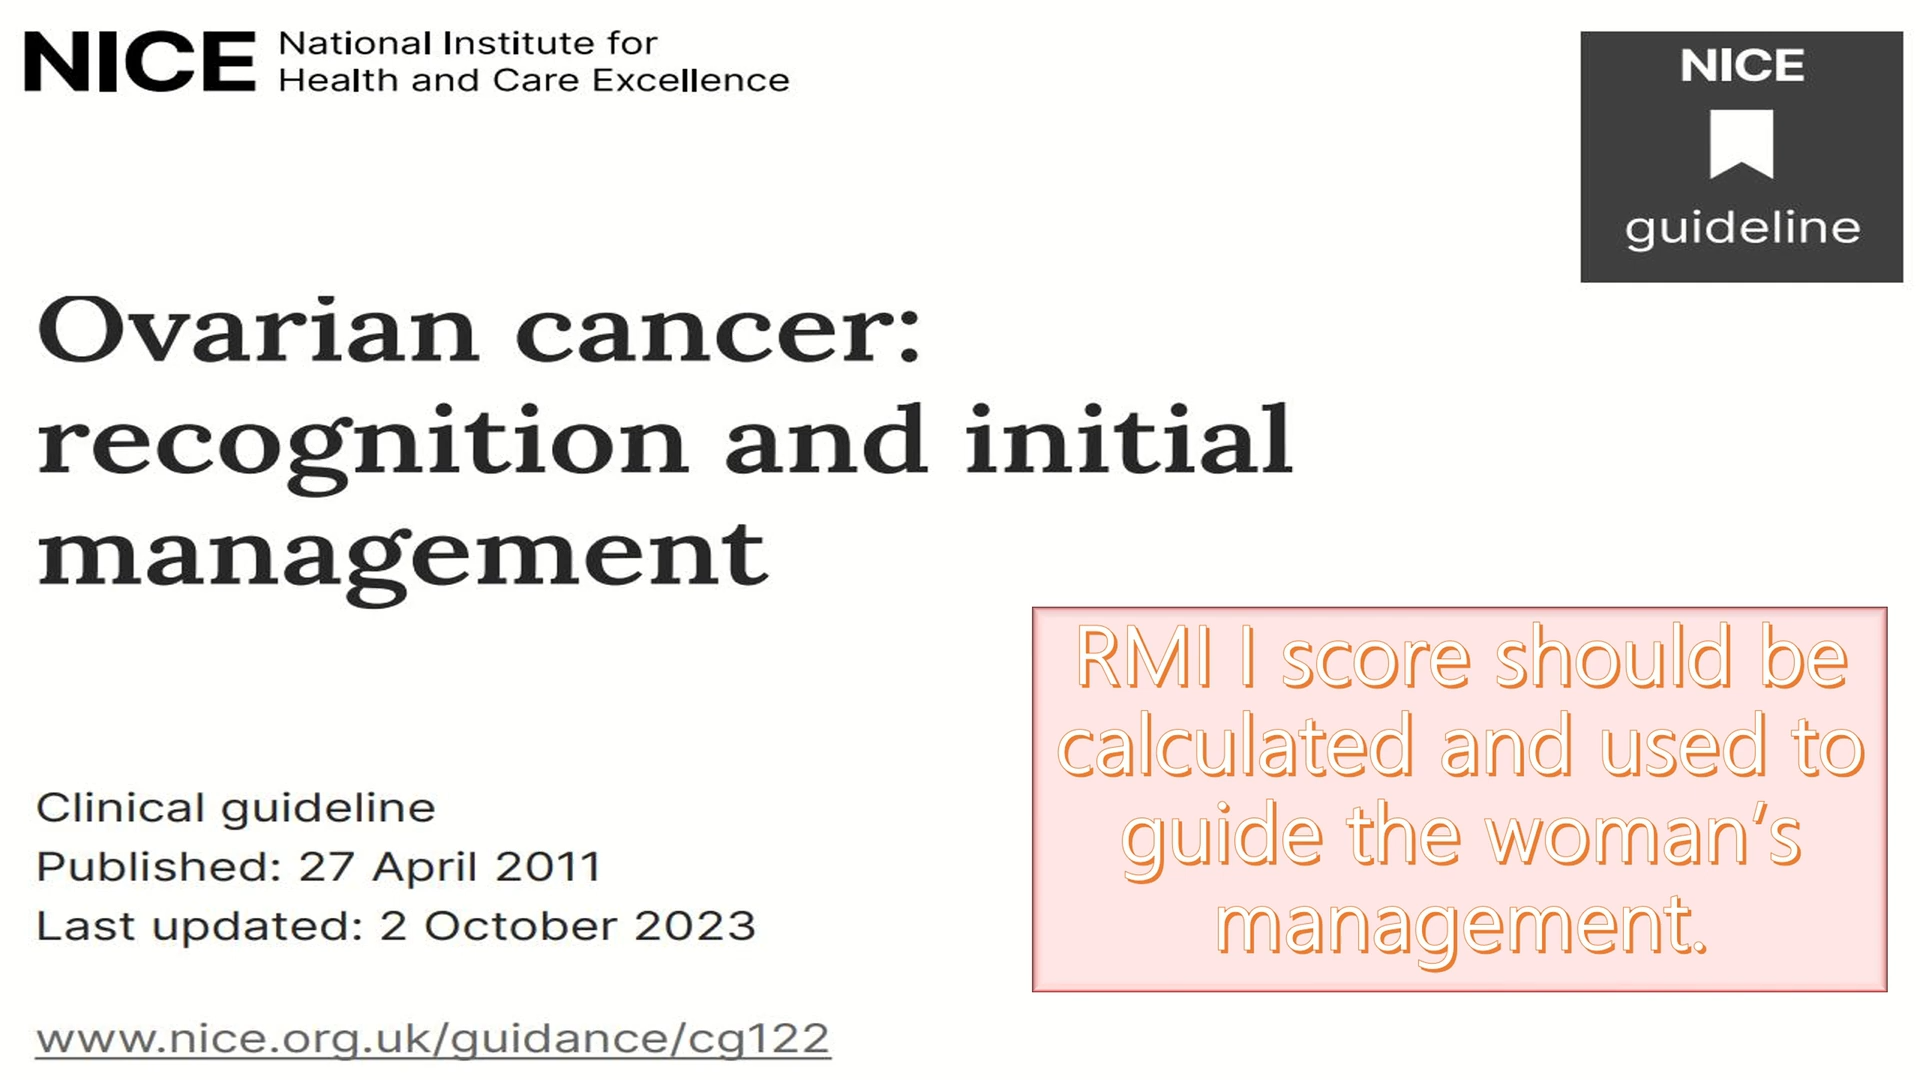 NICE National Institute for
Health and Care Excellence
NICE
guideline
Ovarian cancer:
recognition and initial
management
RMI I score should be
calculated and used to
guide the woman’s
management.
Clinical guideline
Published: 27 April 2011
Last updated: 2 October 2023
www.nice.org.uk/guidance/cg122